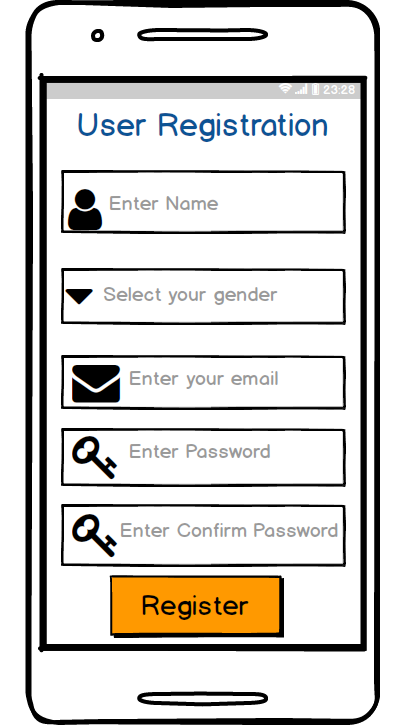 23:28
User Registration
Enter Name
Select your gender
Enter your email
Enter Password
Enter Confirm Password
Register